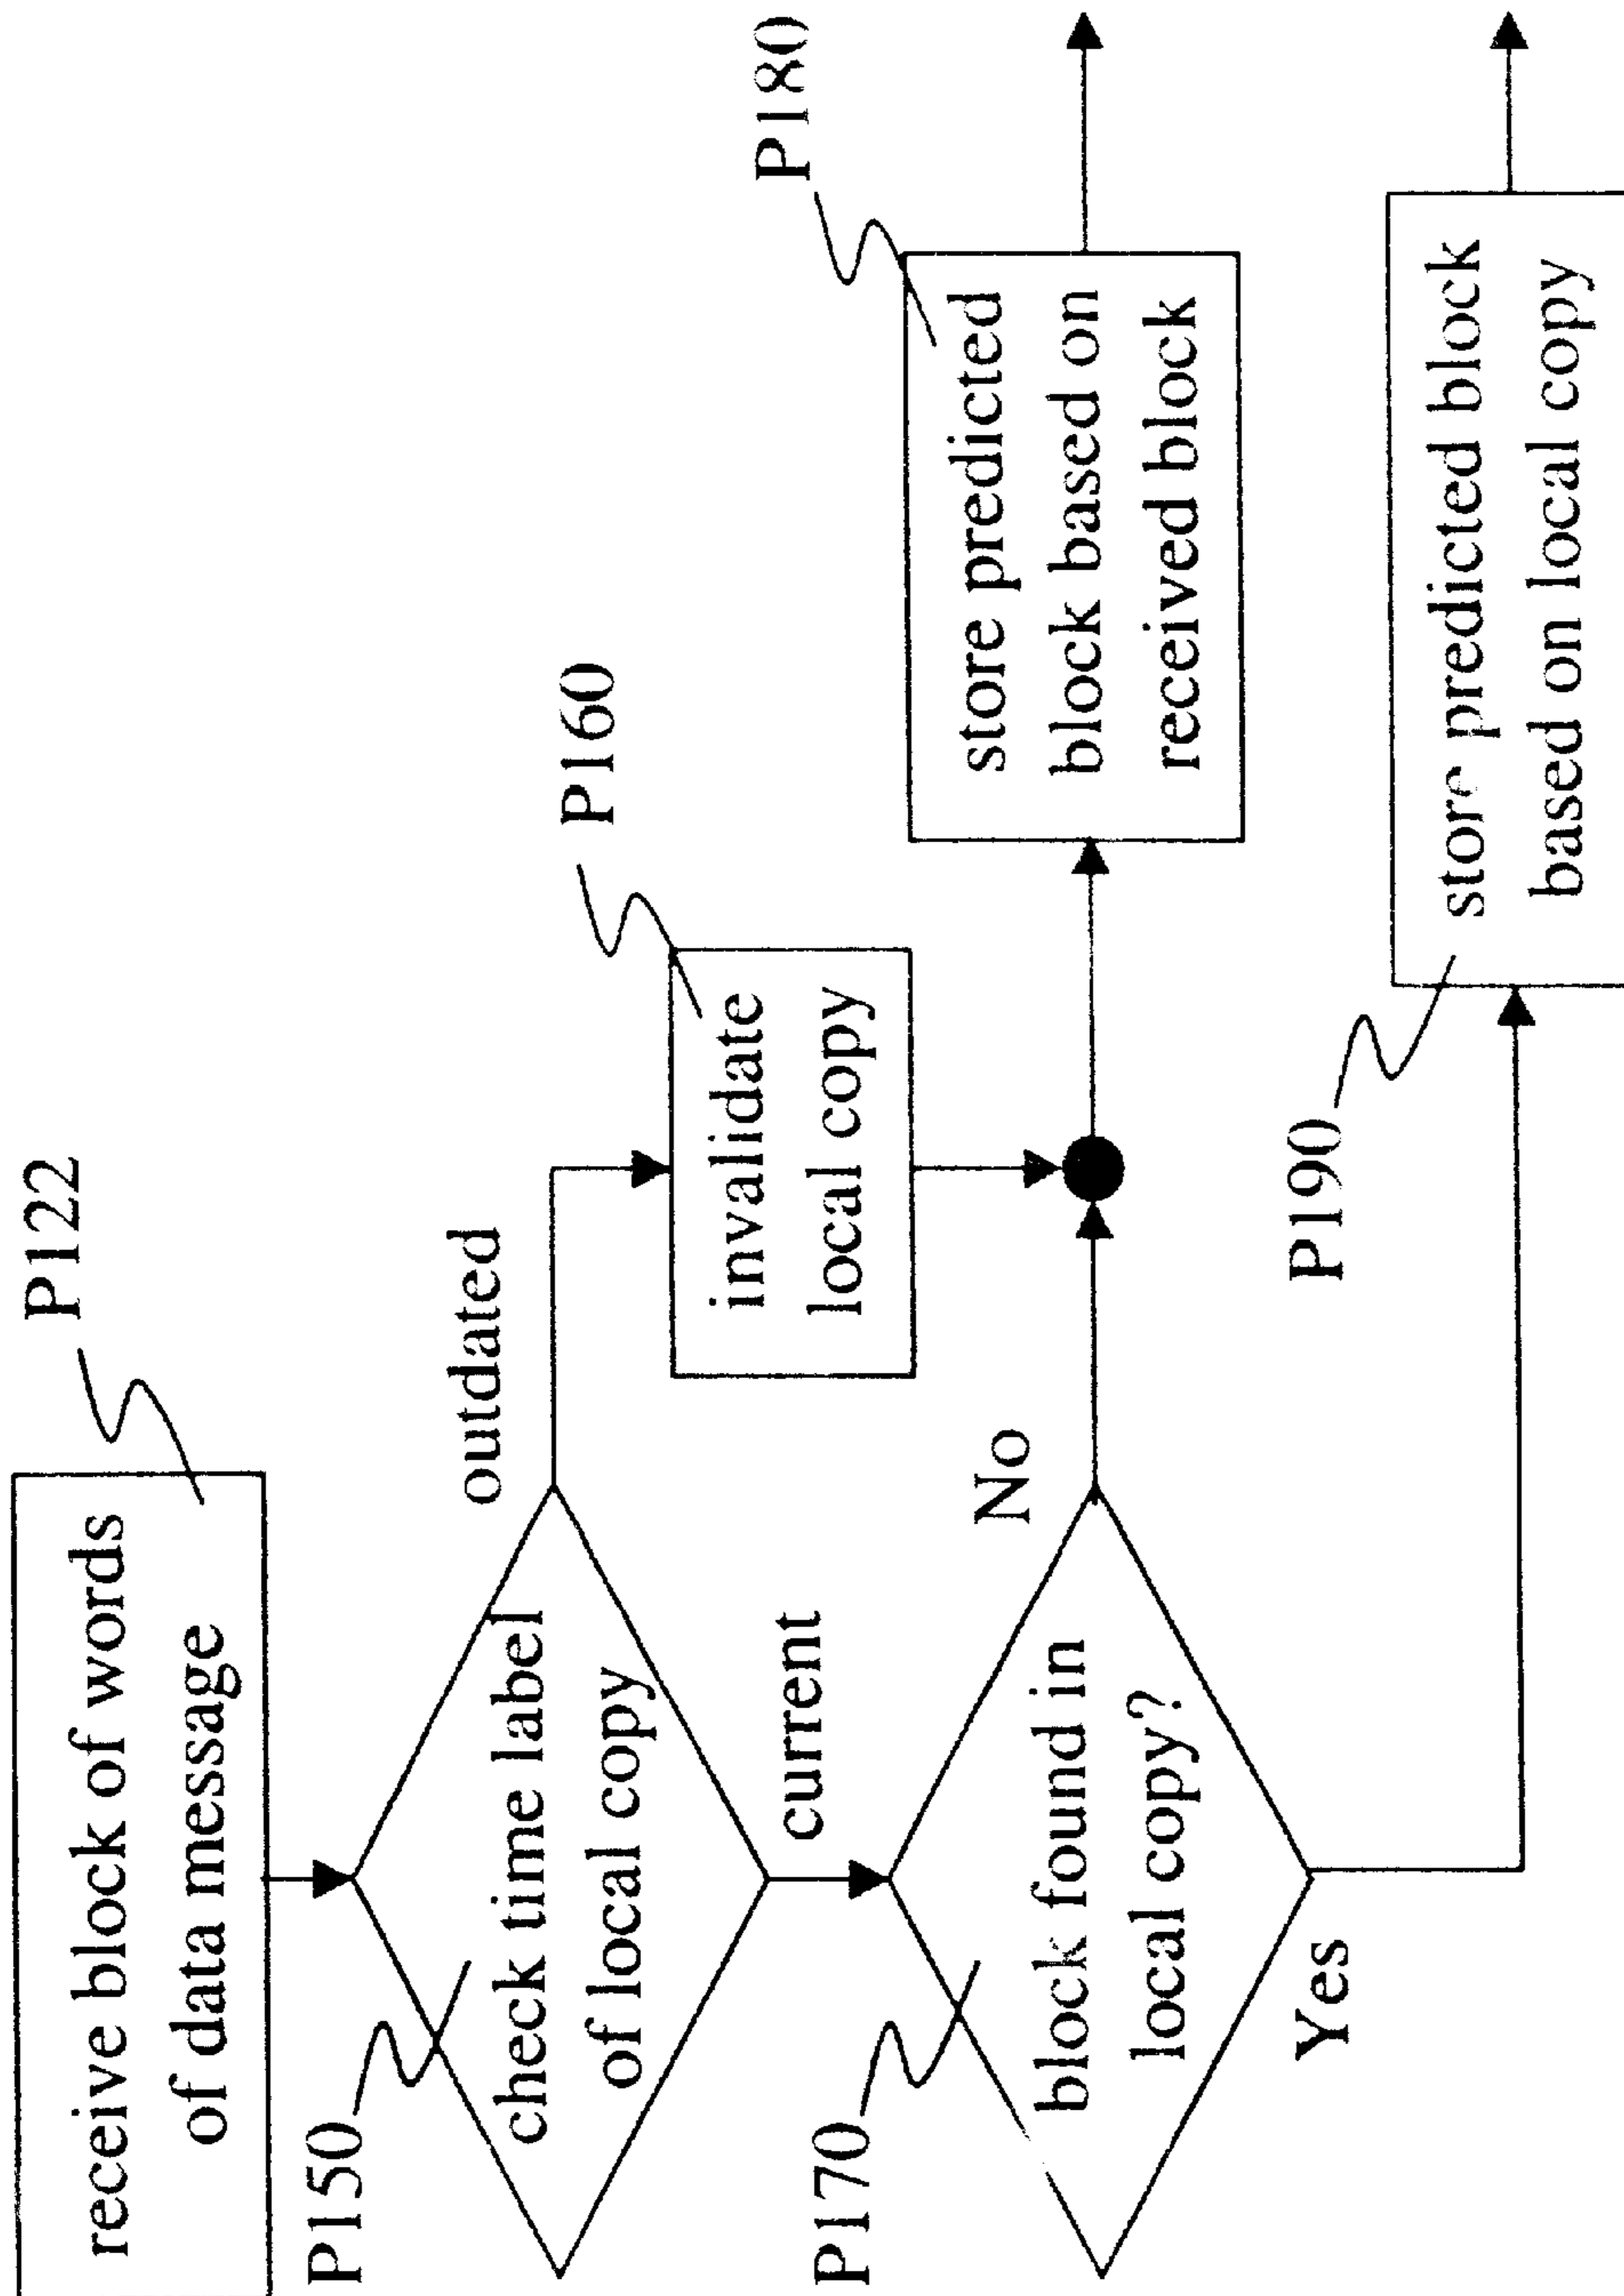 P122
receive block of words
of data message
P150
check time label
of local copy
outdated
P160
invalidate
local copy
current
P170
block found in
local copy?
No
P180
store predicted
block based on
received block
Yes
P190
store predicted block
based on local copy